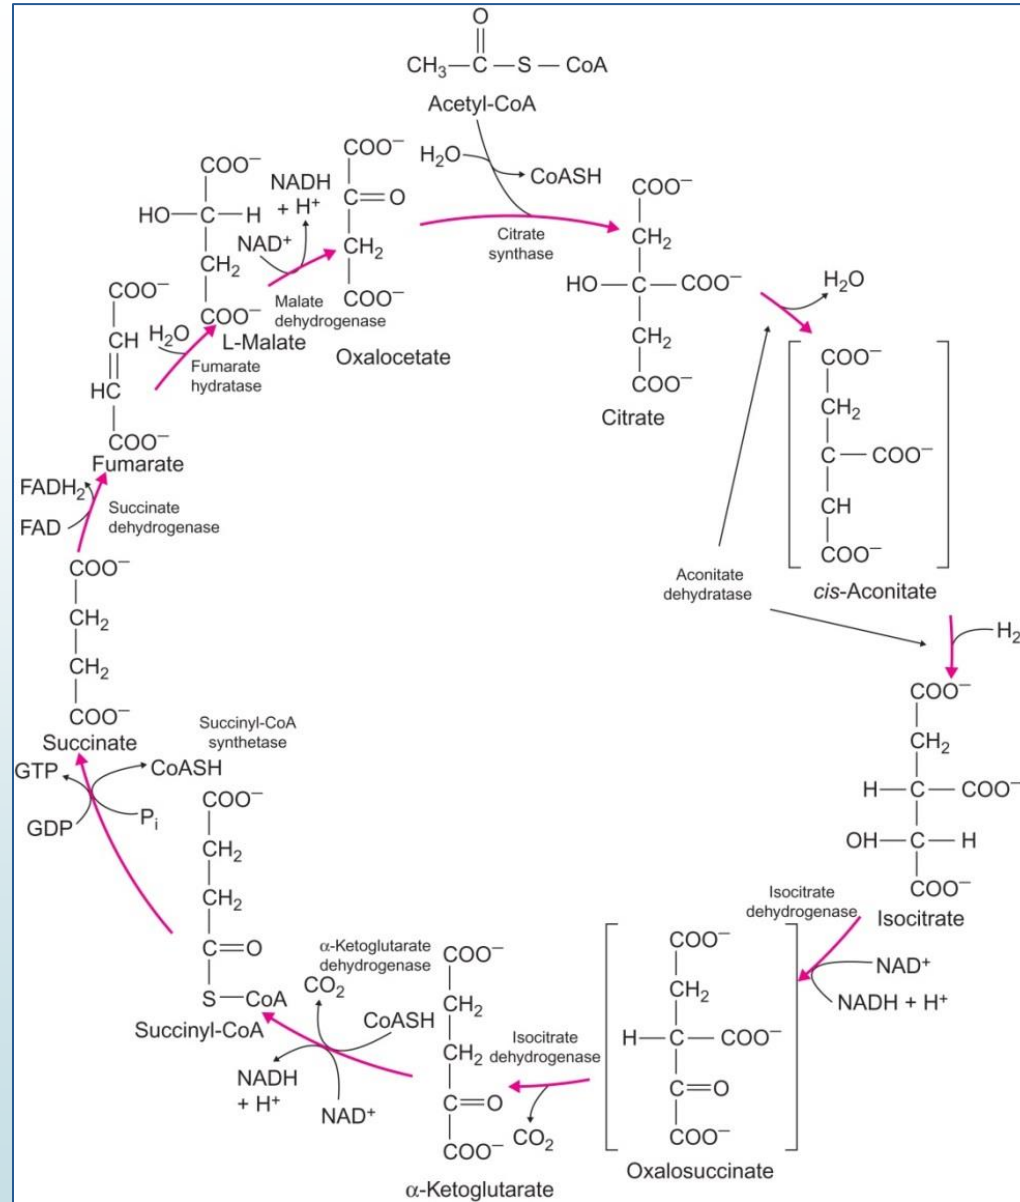 O
CH₃—C—S—CoA
Acetyl-CoA
H₂O
CoASH
Citrate
synthase
COO⁻
C=O
CH₂
COO⁻
Oxalocetate
COO⁻
CH₂
HO—C—COO⁻
CH₂
COO⁻
Citrate
H₂O
COO⁻
CH₂
C—COO⁻
CH
COO⁻
cis-Aconitate
Aconitate
dehydratase
H₂
COO⁻
CH₂
H—C—COO⁻
OH—C—H
COO⁻
Isocitrate
Isocitrate
dehydrogenase
NAD⁺
NADH + H⁺
COO⁻
CH₂
H—C—COO⁻
C=O
COO⁻
Oxalosuccinate
Isocitrate
dehydrogenase
CO₂
COO⁻
CH₂
CH₂
C=O
COO⁻
α-Ketoglutarate
α-Ketoglutarate
dehydrogenase
CO₂
CoASH
NADH
+ H⁺
NAD⁺
COO⁻
CH₂
CH₂
C=O
S—CoA
Succinyl-CoA
Succinyl-CoA
synthetase
GTP
CoASH
GDP
Pᵢ
COO⁻
CH₂
CH₂
COO⁻
Succinate
FADH₂
FAD
Succinate
dehydrogenase
COO⁻
CH
HC
COO⁻
Fumarate
H₂O
Fumarate
hydratase
COO⁻
HO—C—H
CH₂
COO⁻
L-Malate
NADH
+ H⁺
NAD⁺
Malate
dehydrogenase